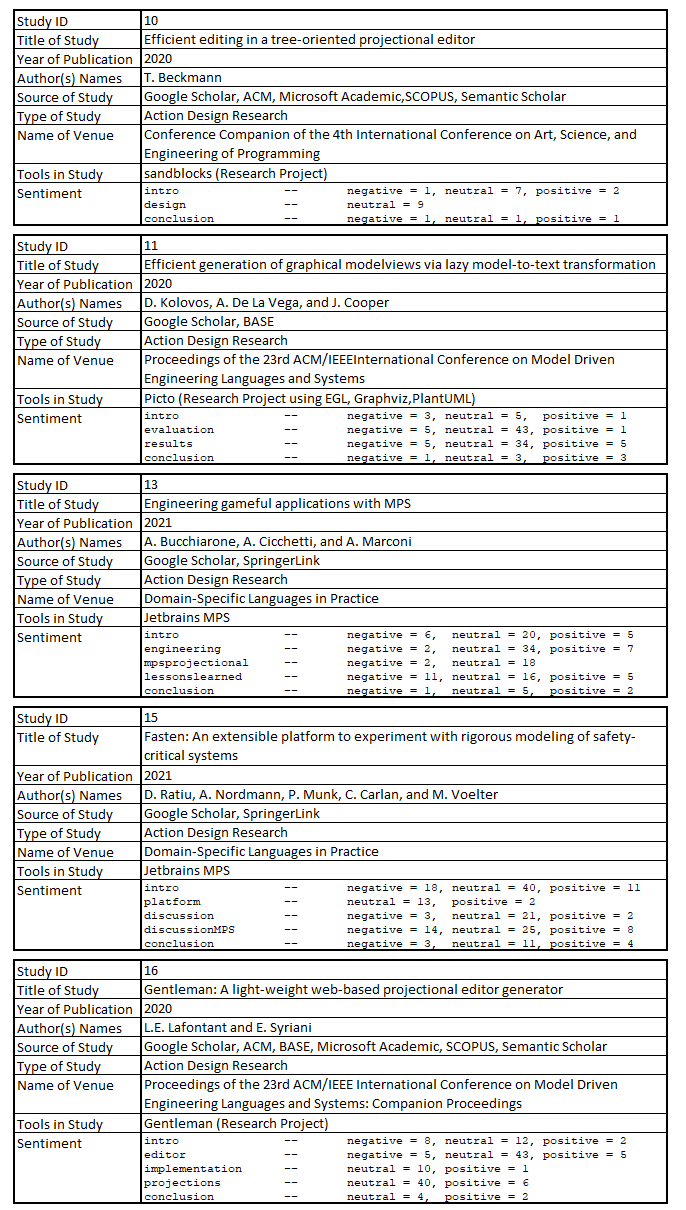 Study ID 10
Title of Study Efficient editing in a tree-oriented projectional editor
Year of Publication 2020
Author(s) Names T. Beckmann
Source of Study Google Scholar, ACM, Microsoft Academic,SCOPUS, Semantic Scholar
Type of Study Action Design Research
Name of Venue Conference Companion of the 4th International Conference on Art, Science, and
Engineering of Programming
Tools in Study sandblocks (Research Project)
Sentiment intro -- negative = 1, neutral = 7, positive = 2
design -- neutral = 9
conclusion -- negative = 1, neutral = 1, positive = 1
Study ID 11
Title of Study Efficient generation of graphical modelviews via lazy model-to-text transformation
Year of Publication 2020
Author(s) Names D. Kolovos, A. De La Vega, and J. Cooper
Source of Study Google Scholar, BASE
Type of Study Action Design Research
Name of Venue Proceedings of the 23rd ACM/IEEEInternational Conference on Model Driven
Engineering Languages and Systems
Tools in Study Picto (Research Project using EGL, Graphviz,PlantUML)
Sentiment intro -- negative = 3, neutral = 5, positive = 1
evaluation -- negative = 5, neutral = 43, positive = 1
results -- negative = 5, neutral = 34, positive = 5
conclusion -- negative = 1, neutral = 3, positive = 3
Study ID 13
Title of Study Engineering gameful applications with MPS
Year of Publication 2021
Author(s) Names A. Bucchiarone, A. Cicchetti, and A. Marconi
Source of Study Google Scholar, SpringerLink
Type of Study Action Design Research
Name of Venue Domain-Specific Languages in Practice
Tools in Study Jetbrains MPS
Sentiment intro -- negative = 6, neutral = 20, positive = 5
engineering -- negative = 2, neutral = 34, positive = 7
mpsprojectional -- negative = 2, neutral = 18
lessonslearned -- negative = 11, neutral = 16, positive = 5
conclusion -- negative = 1, neutral = 5, positive = 2
Study ID 15
Title of Study Fasten: An extensible platform to experiment with rigorous modeling of safety-
critical systems
Year of Publication 2021
Author(s) Names D. Ratiu, A. Nordmann, P. Munk, C. Carlan, and M. Voelter
Source of Study Google Scholar, SpringerLink
Type of Study Action Design Research
Name of Venue Domain-Specific Languages in Practice
Tools in Study Jetbrains MPS
Sentiment intro -- negative = 18, neutral = 40, positive = 11
platform -- neutral = 13, positive = 2
discussion -- negative = 3, neutral = 21, positive = 2
discussionMPS -- negative = 14, neutral = 25, positive = 8
conclusion -- negative = 3, neutral = 11, positive = 4
Study ID 16
Title of Study Gentleman: A light-weight web-based projectional editor generator
Year of Publication 2020
Author(s) Names L.E. Lafontant and E. Syriani
Source of Study Google Scholar, ACM, BASE, Microsoft Academic, SCOPUS, Semantic Scholar
Type of Study Action Design Research
Name of Venue Proceedings of the 23rd ACM/IEEE International Conference on Model Driven
Engineering Languages and Systems: Companion Proceedings
Tools in Study Gentleman (Research Project)
Sentiment intro -- negative = 8, neutral = 12, positive = 2
editor -- negative = 5, neutral = 43, positive = 5
implementation -- neutral = 10, positive = 1
projections -- neutral = 40, positive = 6
conclusion -- neutral = 4, positive = 2